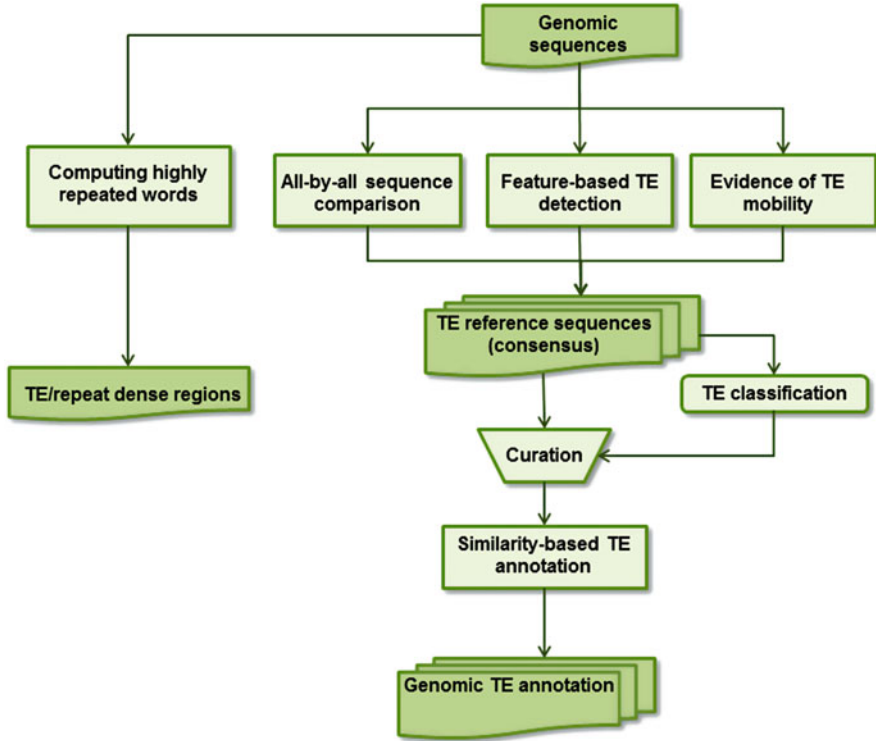 Genomic
sequences
Computing highly
repeated words
All-by-all sequence
comparison
Feature-based TE
detection
Evidence of TE
mobility
TE reference sequences
(consensus)
TE/repeat dense regions
TE classification
Curation
Similarity-based TE
annotation
Genomic TE annotation